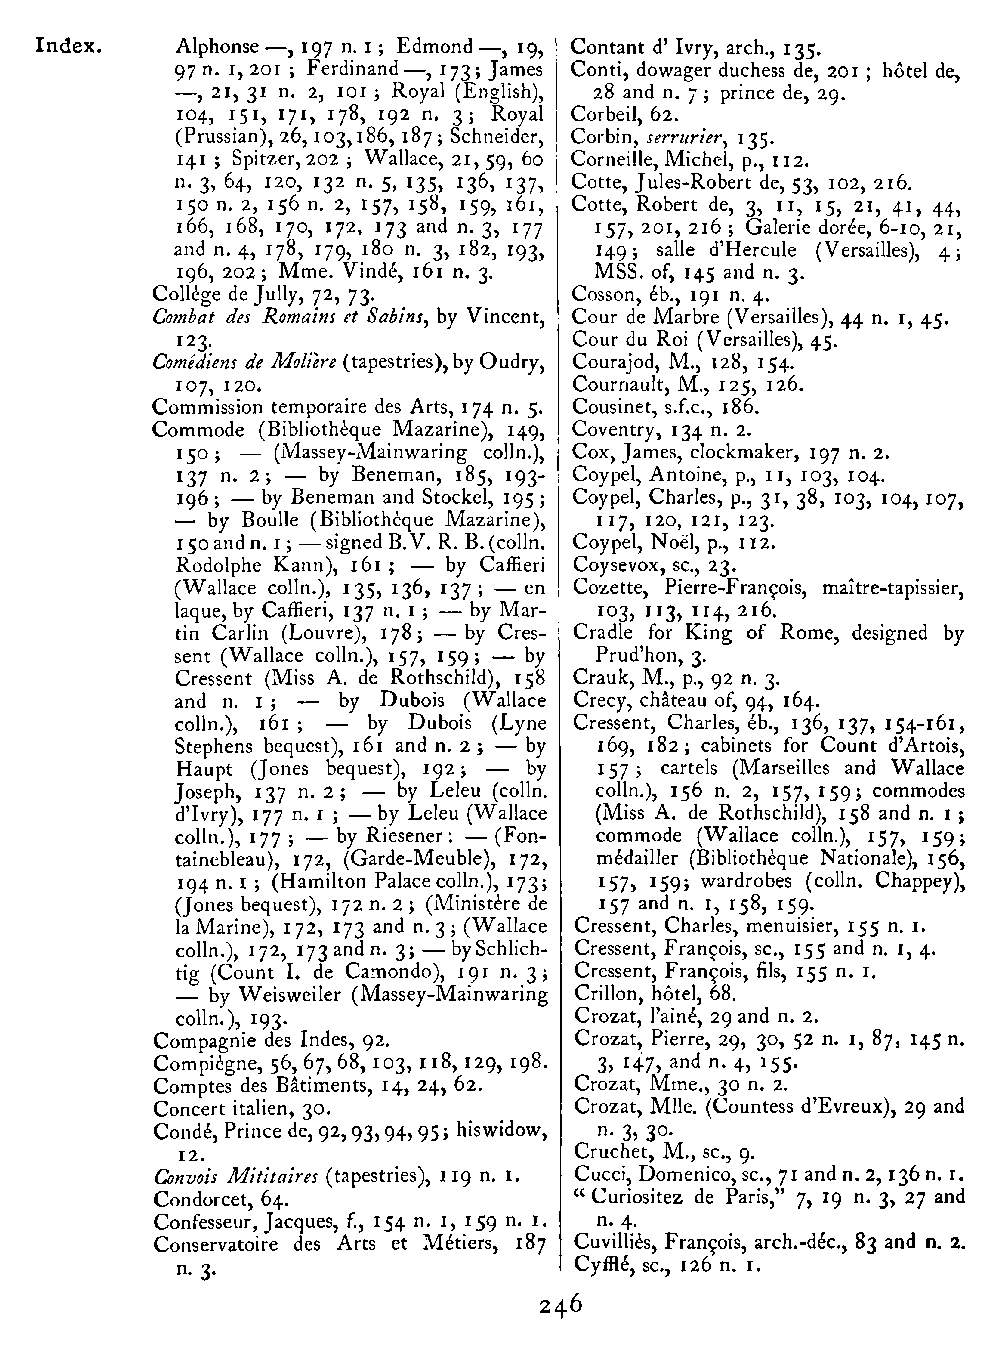 Index.
Alphonse —, 197 n. 1 ; Edmond —, 19,
97 n. 1, 201 ; Ferdinand —, 173 ; James
—, 21, 31 n. 2, 101 ; Royal (English),
104, 151, 171, 178, 192 n. 3 ; Royal
(Prussian), 26, 103, 186, 187 ; Schneider,
141 ; Spitzer, 202 ; Wallace, 21, 59, 60
n. 3, 64, 120, 132 n. 5, 135, 136, 137,
150 n. 2, 156 n. 2, 157, 158, 159, 161,
166, 168, 170, 172, 173 and n. 3, 177
and n. 4, 178, 179, 180 n. 3, 182, 193,
196, 202 ; Mme. Vindé, 161 n. 3.
Collège de Jully, 72, 73.
Combat des Romains et Sabins, by Vincent,
123.
Comédiens de Molière (tapestries), by Oudry,
107, 120.
Commission temporaire des Arts, 174 n. 5.
Commode (Bibliothèque Mazarine), 149,
150 ; — (Massey-Mainwaring colln.),
137 n. 2 ; — by Beneman, 185, 193-
196 ; — by Beneman and Stockel, 195 ;
— by Boulle (Bibliothèque Mazarine),
150 and n. 1 ; — signed B. V. R. B. (colln.
Rodolphe Kann), 161 ; — by Caffieri
(Wallace colln.), 135, 136, 137 ; — en
laque, by Caffieri, 137 n. 1 ; — by Mar-
tin Carlin (Louvre), 178 ; — by Cres-
sent (Wallace colln.), 157, 159 ; — by
Cressent (Miss A. de Rothschild), 158
and n. 1 ; — by Dubois (Wallace
colln.), 161 ; — by Dubois (Lyne
Stephens bequest), 161 and n. 2 ; — by
Haupt (Jones bequest), 192 ; — by
Joseph, 137 n. 2 ; — by Leleu (colln.
d'Ivry), 177 n. 1 ; — by Leleu (Wallace
colln.), 177 ; — by Riesener : — (Fon-
tainebleau), 172, (Garde-Meuble), 172,
194 n. 1 ; (Hamilton Palace colln.), 173 ;
(Jones bequest), 172 n. 2 ; (Ministère de
la Marine), 172, 173 and n. 3 ; (Wallace
colln.), 172, 173 and n. 3 ; — by Schlich-
tig (Count I. de Camondo), 191 n. 3 ;
— by Weisweiler (Massey-Mainwaring
colln.), 193.
Compagnie des Indes, 92.
Compiègne, 56, 67, 68, 103, 118, 129, 198.
Comptes des Bâtiments, 14, 24, 62.
Concert italien, 30.
Condé, Prince de, 92, 93, 94, 95 ; his widow,
12.
Convois Mititaires (tapestries), 119 n. 1.
Condorcet, 64.
Confesseur, Jacques, f., 154 n. 1, 159 n. 1.
Conservatoire des Arts et Métiers, 187
n. 3.
Contant d' Ivry, arch., 135.
Conti, dowager duchess de, 201 ; hôtel de,
28 and n. 7 ; prince de, 29.
Corbeil, 62.
Corbin, serrurier, 135.
Corneille, Michel, p., 112.
Cotte, Jules-Robert de, 53, 102, 216.
Cotte, Robert de, 3, 11, 15, 21, 41, 44,
157, 201, 216 ; Galerie dorée, 6-10, 21,
149 ; salle d'Hercule (Versailles), 4 ;
MSS. of, 145 and n. 3.
Cosson, éb., 191 n. 4.
Cour de Marbre (Versailles), 44 n. 1, 45.
Cour du Roi (Versailles), 45.
Courajod, M., 128, 154.
Cournault, M., 125, 126.
Cousinet, s.f.c., 186.
Coventry, 134 n. 2.
Cox, James, clockmaker, 197 n. 2.
Coypel, Antoine, p., 11, 103, 104.
Coypel, Charles, p., 31, 38, 103, 104, 107,
117, 120, 121, 123.
Coypel, Noël, p., 112.
Coysevox, sc., 23.
Cozette, Pierre-François, maître-tapissier,
103, 113, 114, 216.
Cradle for King of Rome, designed by
Prud'hon, 3.
Crauk, M., p., 92 n. 3.
Crecy, château of, 94, 164.
Cressent, Charles, éb., 136, 137, 154-161,
169, 182 ; cabinets for Count d'Artois,
157 ; cartels (Marseilles and Wallace
colln.), 156 n. 2, 157, 159 ; commodes
(Miss A. de Rothschild), 158 and n. 1 ;
commode (Wallace colln.), 157, 159 ;
médailler (Bibliothèque Nationale), 156,
157, 159 ; wardrobes (colln. Chappey),
157 and n. 1, 158, 159.
Cressent, Charles, menuisier, 155 n. 1.
Cressent, François, sc., 155 and n. 1, 4.
Cressent, François, fils, 155 n. 1.
Crillon, hôtel, 68.
Crozat, l'ainé, 29 and n. 2.
Crozat, Pierre, 29, 30, 52 n. 1, 87, 145 n.
3, 147, and n. 4, 155.
Crozat, Mme., 30 n. 2.
Crozat, Mlle. (Countess d'Evreux), 29 and
n. 3, 30.
Cruchet, M., sc., 9.
Cucci, Domenico, sc., 71 and n. 2, 136 n. 1.
“ Curiositez de Paris,” 7, 19 n. 3, 27 and
n. 4.
Cuvilliès, François, arch.-déc., 83 and n. 2.
Cyfflé, sc., 126 n. 1.
246